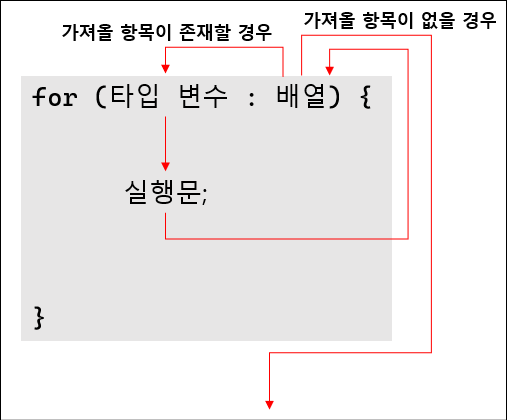 가져올 항목이 없을 경우
가져올 항목이 존재할 경우
for (타입 변수 : 배열) {
실행문;
}